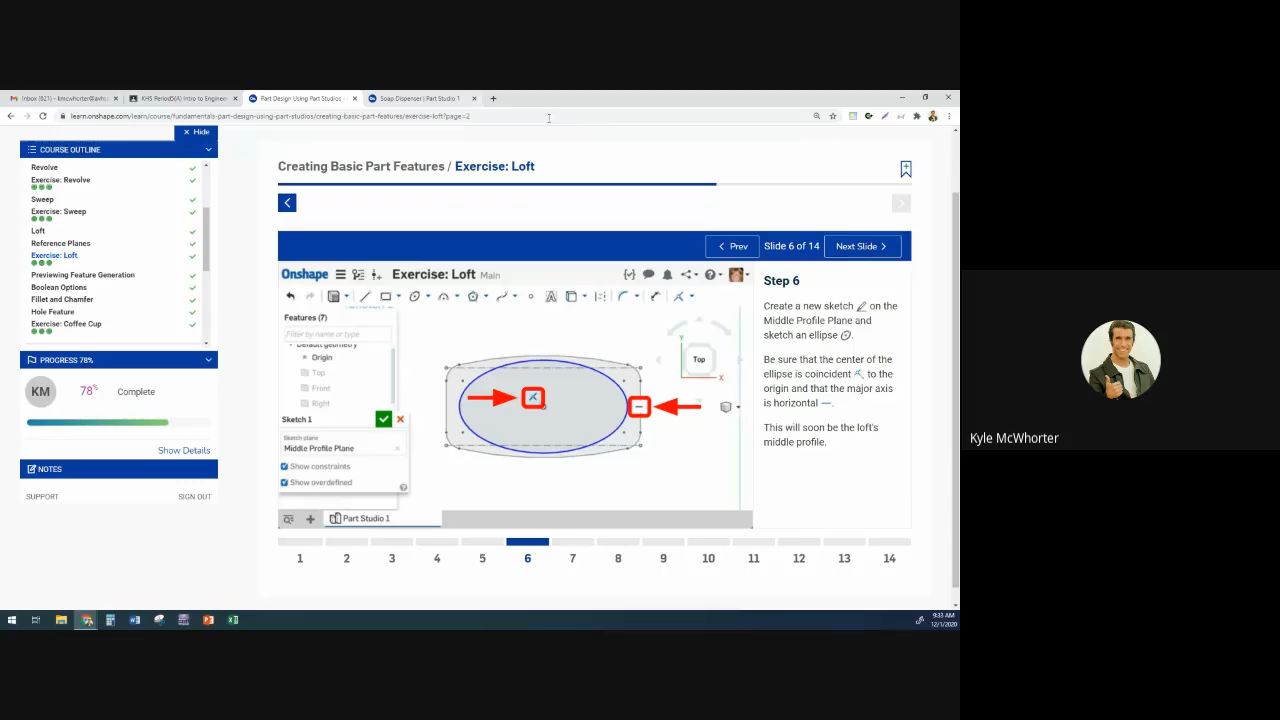 Inbox (621) - kmcwhorter@avhs
KHS Period5(A) Intro to Enginee
Part Design Using Part Studios -
Soap Dispenser | Part Studio 1
learn.onshape.com/learn/course/fundamentals-part-design-using-part-studios/creating-basic-part-features/exercise-loft?page=2
Hide
COURSE OUTLINE
Revolve
Exercise: Revolve
Sweep
Exercise: Sweep
Loft
Reference Planes
Exercise: Loft
Previewing Feature Generation
Boolean Options
Fillet and Chamfer
Hole Feature
Exercise: Coffee Cup
PROGRESS 78%
KM
78%
Complete
Show Details
NOTES
SUPPORT
SIGN OUT
Creating Basic Part Features / Exercise: Loft
Prev
Slide 6 of 14
Next Slide
Onshape
Exercise: Loft Main
Features (7)
Filter by name or type
Default geometry
Origin
Top
Front
Right
Sketch 1
Sketch plane
Middle Profile Plane
Show constraints
Show overdefined
Y
Top
X
Part Studio 1
Step 6
Create a new sketch on the
Middle Profile Plane and
sketch an ellipse .
Be sure that the center of the
ellipse is coincident to the
origin and that the major axis
is horizontal .
This will soon be the loft's
middle profile.
1 2 3 4 5 6 7 8 9 10 11 12 13 14
9:33 AM
12/1/2020
Kyle McWhorter